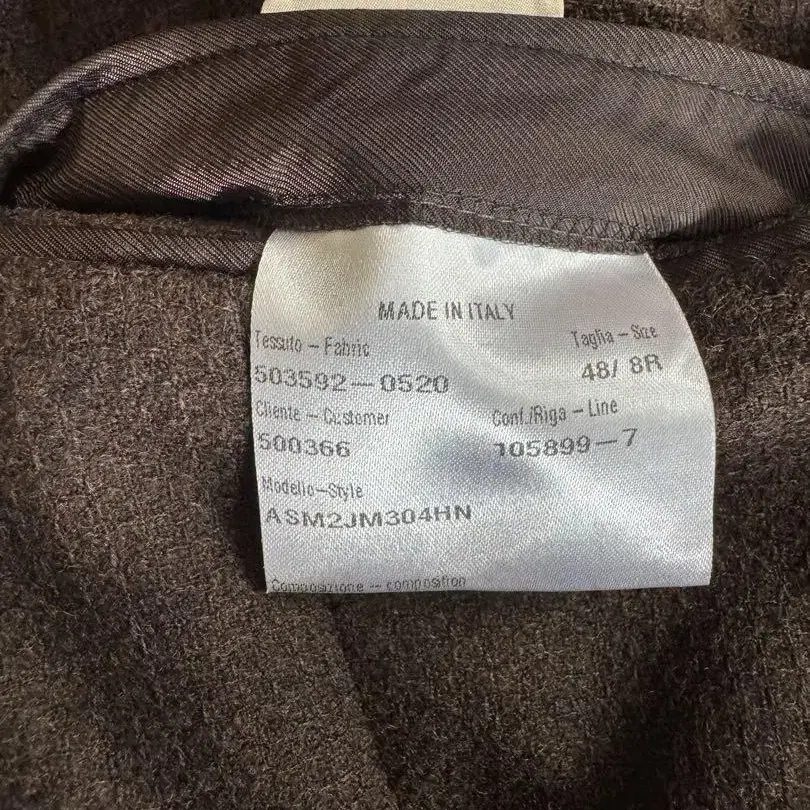 MADE IN ITALY
Tessuto – Fabric Taglia – Size
503592–0520 48/ 8R
Cliente – Customer Conf./Riga – Line
500366 105899–7
Modello–Style
ASM2JM304HN
Composizione – composition